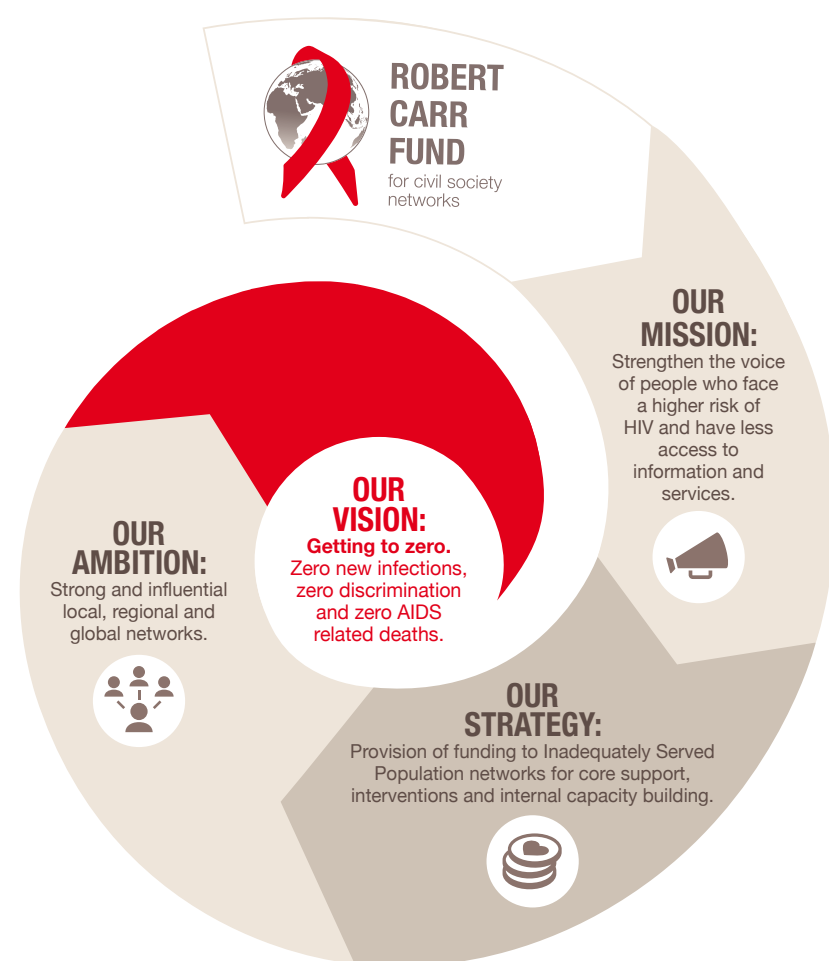 ROBERT
CARR
FUND
for civil society
networks
OUR
MISSION:
Strengthen the voice
of people who face
a higher risk of
HIV and have less
access to
information and
services.
OUR
STRATEGY:
Provision of funding to Inadequately Served
Population networks for core support,
interventions and internal capacity building.
OUR
AMBITION:
Strong and influential
local, regional and
global networks.
OUR
VISION:
Getting to zero.
Zero new infections,
zero discrimination
and zero AIDS
related deaths.